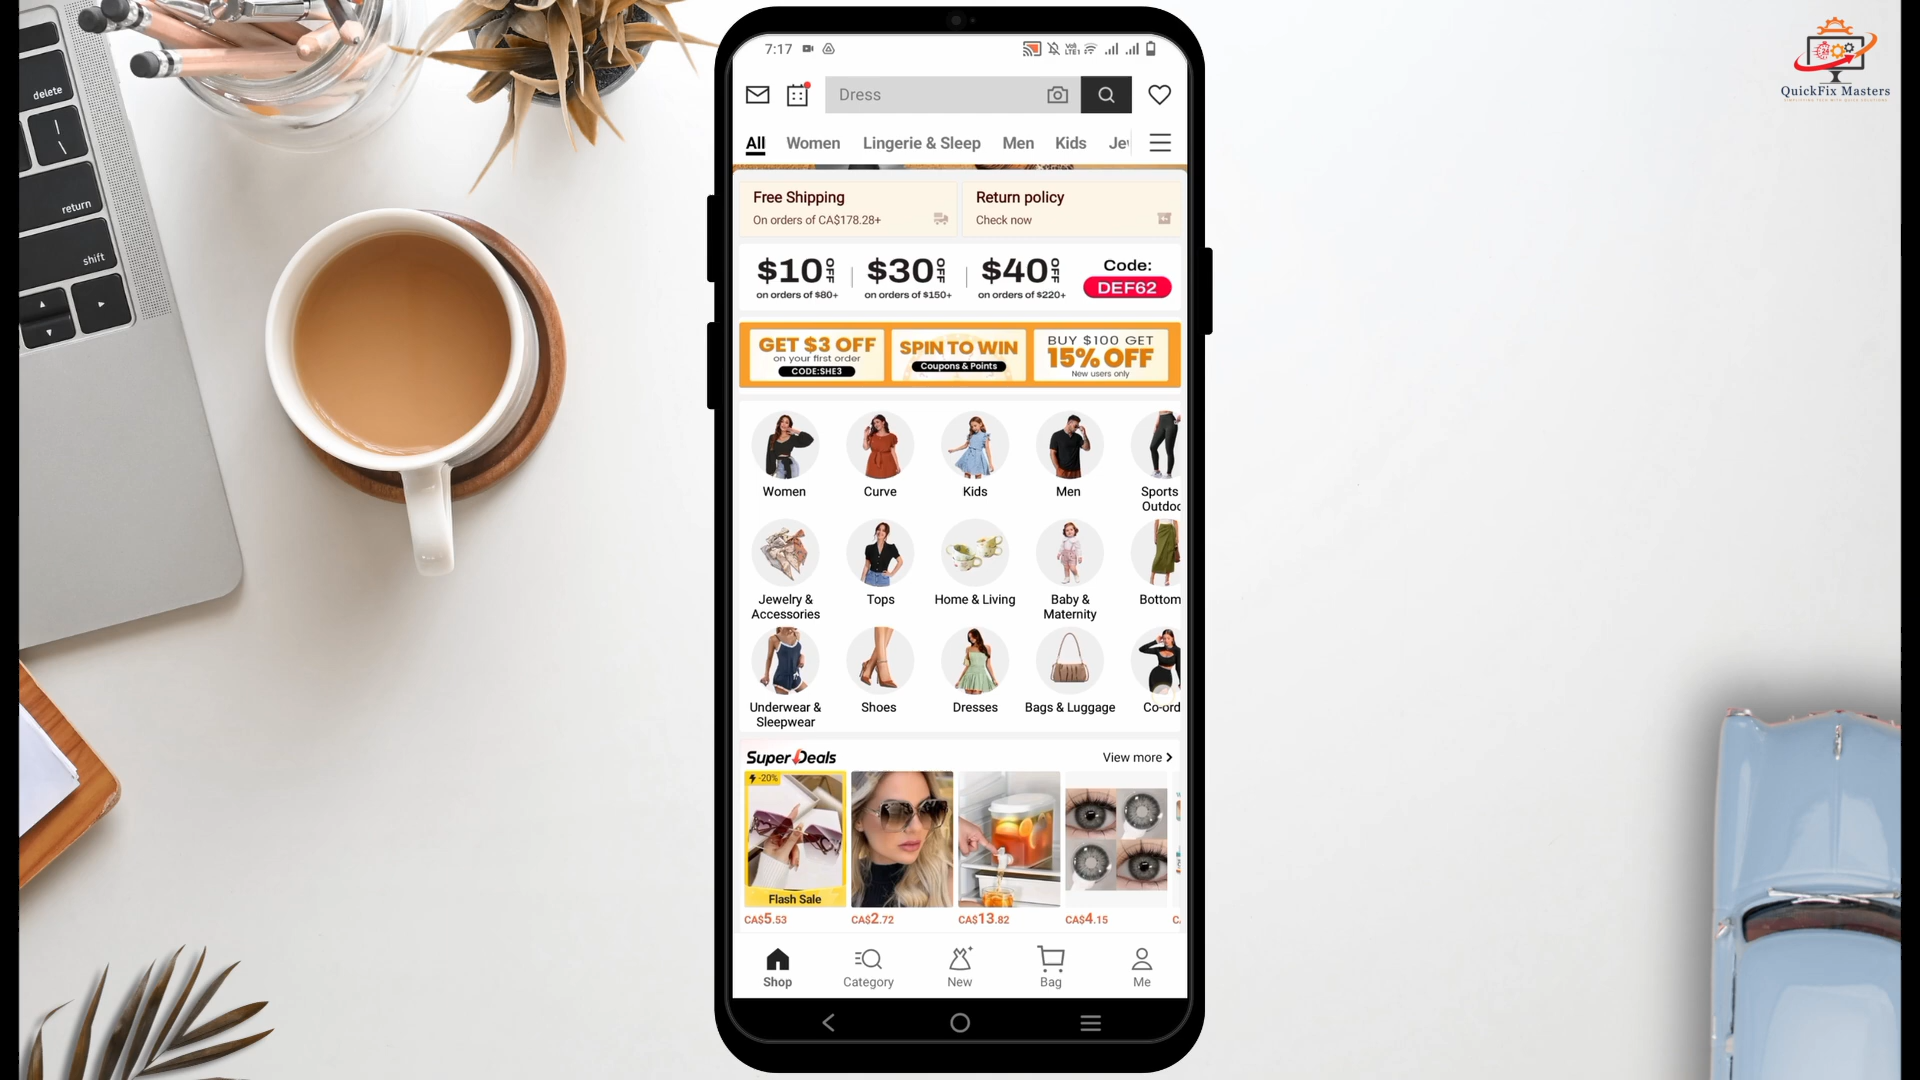 delete
return
shift
QuickFix Masters
7:17
Dress
All Women Lingerie & Sleep Men Kids Je
Free Shipping
On orders of CA$178.28+
Return policy
Check now
$10 OFF
on orders of $80+
$30 OFF
on orders of $150+
$40 OFF
on orders of $220+
Code:
DEF62
GET $3 OFF
on your first order
CODE:SHE3
SPIN TO WIN
Coupons & Points
BUY $100 GET
15% OFF
New users only
Women Curve Kids Men Sports
Outdoo
Jewelry &
Accessories
Tops
Home & Living
Baby &
Maternity
Bottom
Underwear &
Sleepwear
Shoes
Dresses
Bags & Luggage
Co-ord
Super Deals
View more
-20%
Flash Sale
CA$5.53 CA$2.72 CA$13.82 CA$4.15
Shop Category New Bag Me